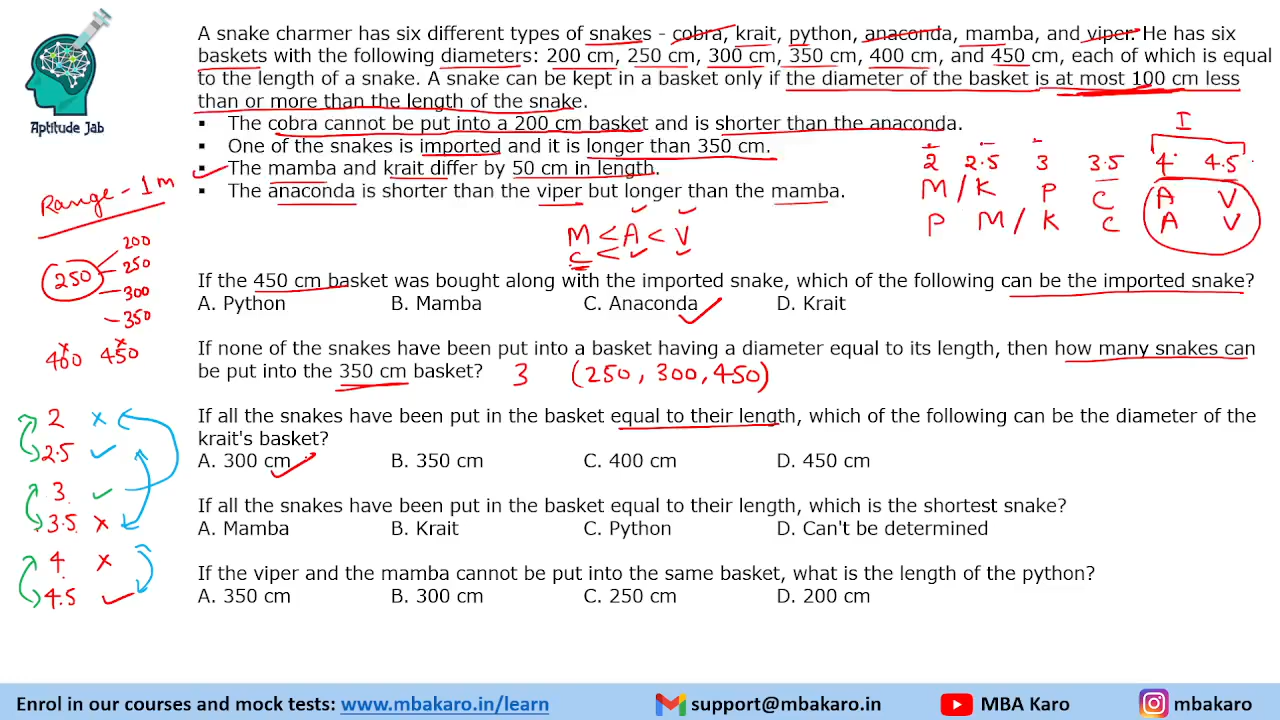 A snake charmer has six different types of snakes - cobra, krait, python, anaconda, mamba, and viper. He has six
baskets with the following diameters: 200 cm, 250 cm, 300 cm, 350 cm, 400 cm, and 450 cm, each of which is equal
to the length of a snake. A snake can be kept in a basket only if the diameter of the basket is at most 100 cm less
than or more than the length of the snake.
Aptitude Jab
▪ The cobra cannot be put into a 200 cm basket and is shorter than the anaconda.
▪ One of the snakes is imported and it is longer than 350 cm.
▪ The mamba and krait differ by 50 cm in length.
▪ The anaconda is shorter than the viper but longer than the mamba.
I
2 2.5 3 3.5 4 4.5
M / K P C A V
P M / K C A V
Range - 1m
200
250 250
300
350
400 450
M < A < V
C <
If the 450 cm basket was bought along with the imported snake, which of the following can be the imported snake?
A. Python B. Mamba C. Anaconda D. Krait
If none of the snakes have been put into a basket having a diameter equal to its length, then how many snakes can
be put into the 350 cm basket? 3 (250, 300, 450)
2 x
2.5 ✓
3 ✓
3.5 x
4 x
4.5 ✓
If all the snakes have been put in the basket equal to their length, which of the following can be the diameter of the
krait's basket?
A. 300 cm B. 350 cm C. 400 cm D. 450 cm
If all the snakes have been put in the basket equal to their length, which is the shortest snake?
A. Mamba B. Krait C. Python D. Can't be determined
If the viper and the mamba cannot be put into the same basket, what is the length of the python?
A. 350 cm B. 300 cm C. 250 cm D. 200 cm
Enrol in our courses and mock tests: www.mbakaro.in/learn support@mbakaro.in MBA Karo mbakaro